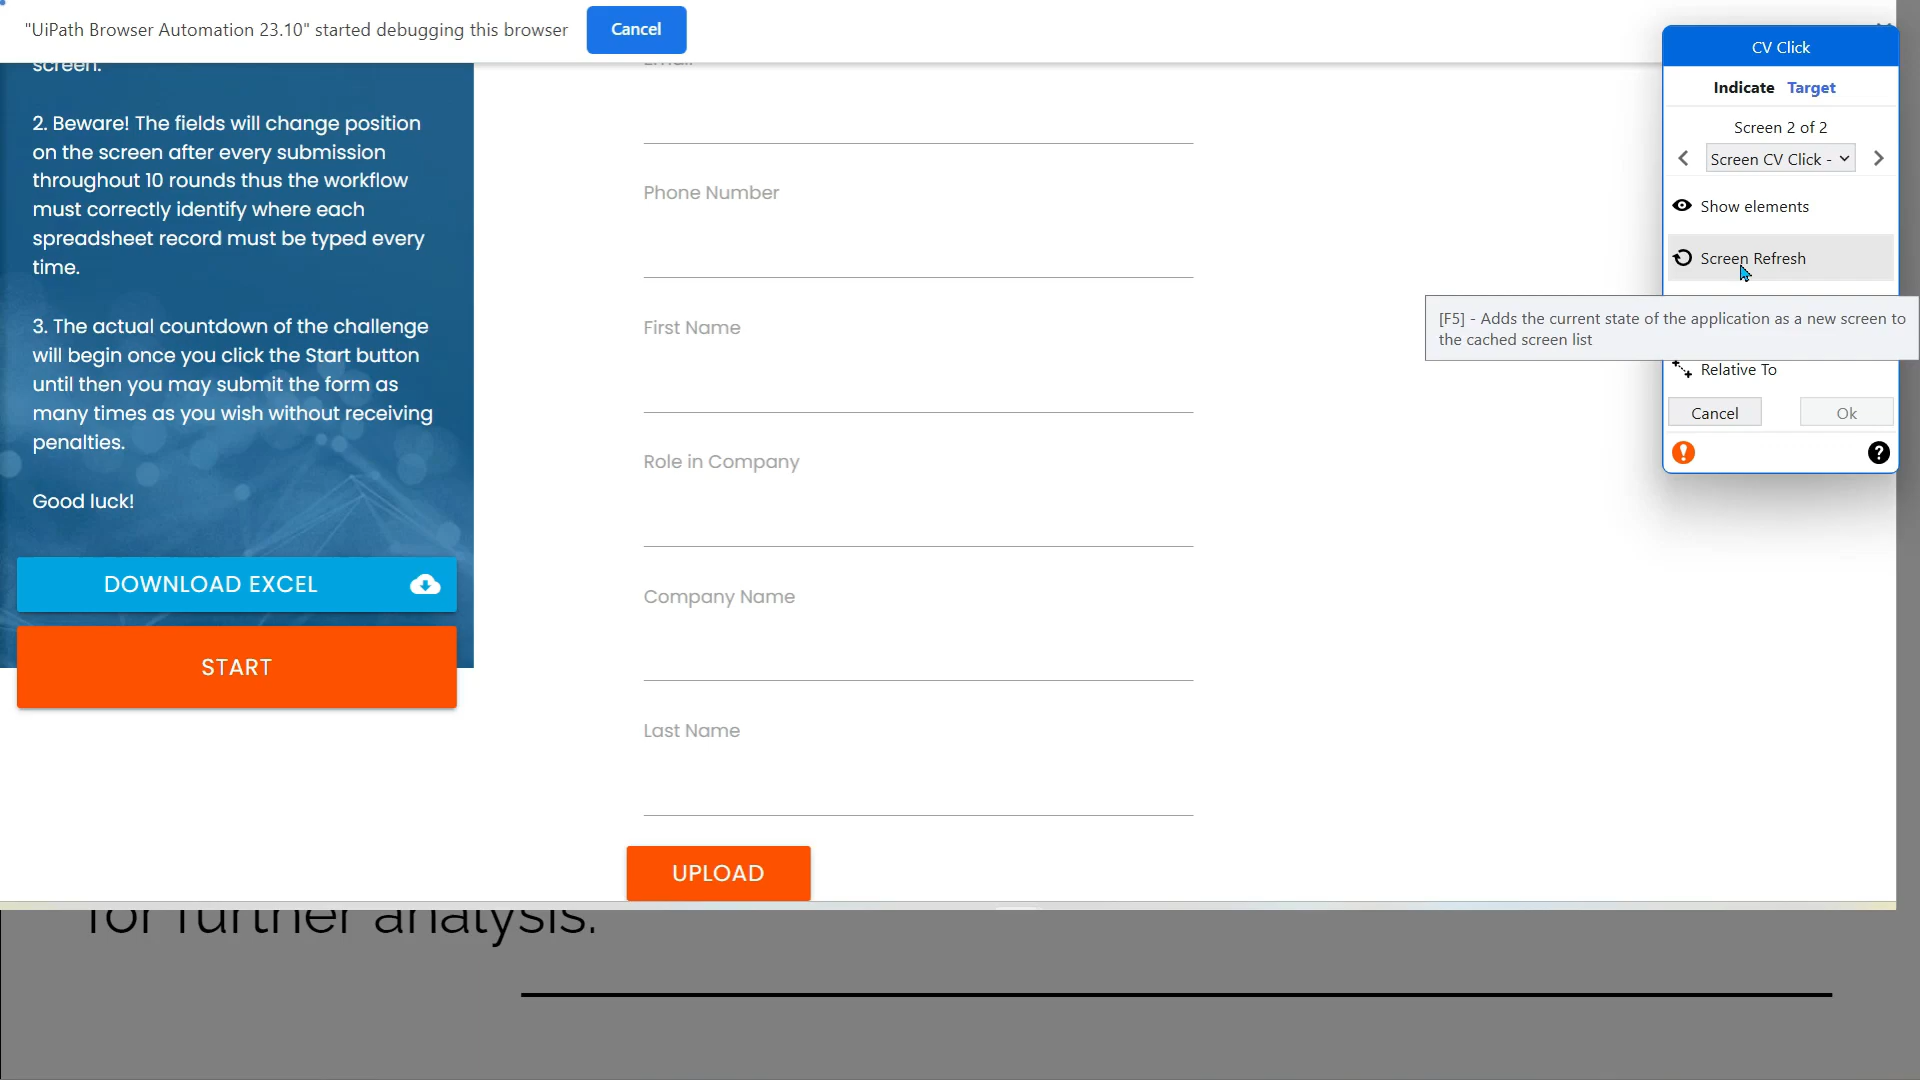 "UiPath Browser Automation 23.10" started debugging this browser
Cancel
screen.
2. Beware! The fields will change position
on the screen after every submission
throughout 10 rounds thus the workflow
must correctly identify where each
spreadsheet record must be typed every
time.
3. The actual countdown of the challenge
will begin once you click the Start button
until then you may submit the form as
many times as you wish without receiving
penalties.
Good luck!
DOWNLOAD EXCEL
START
Email
Phone Number
First Name
Role in Company
Company Name
Last Name
UPLOAD
CV Click
Indicate Target
Screen 2 of 2
Screen CV Click -
Show elements
Screen Refresh
[F5] - Adds the current state of the application as a new screen to
the cached screen list
Relative To
Cancel
Ok
for further analysis.